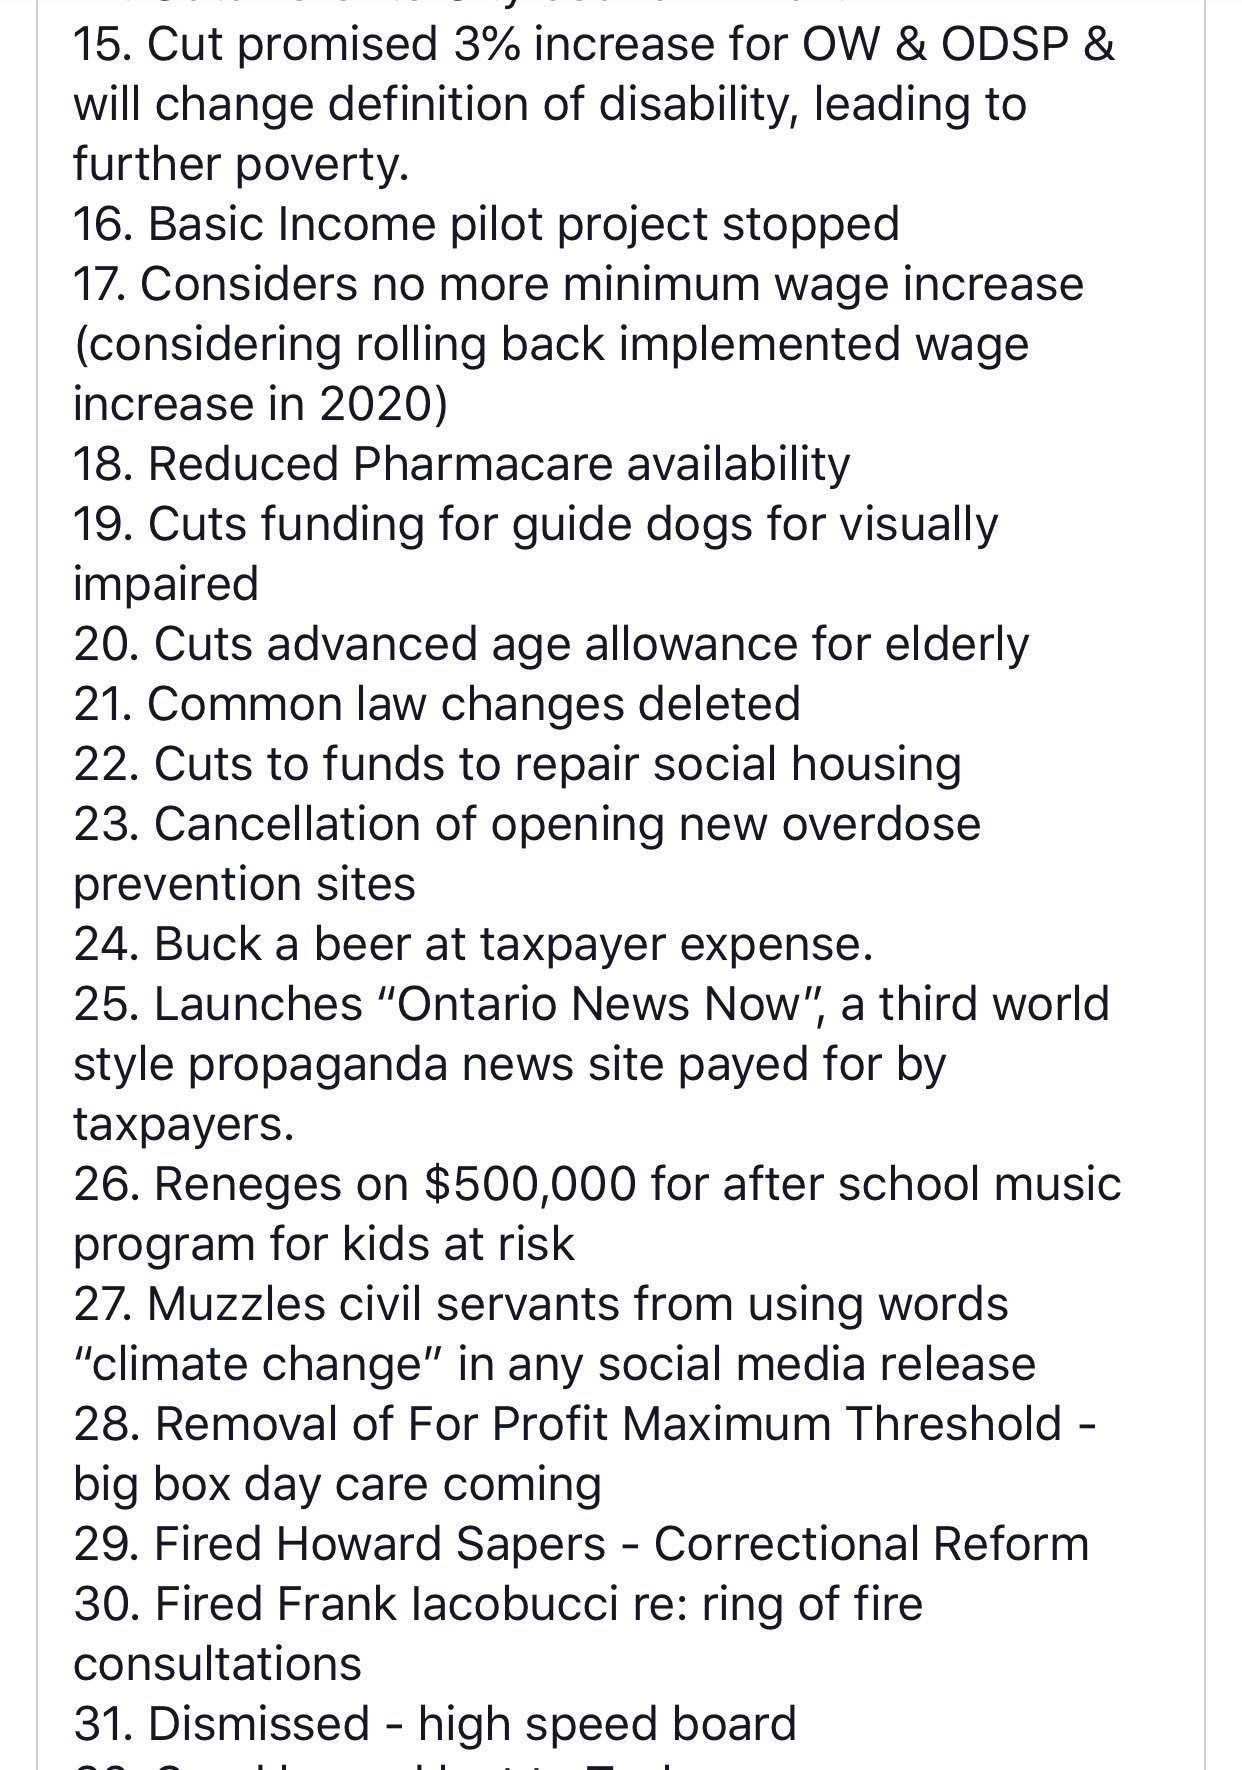 15. Cut promised 3% increase for OW & ODSP &
will change definition of disability, leading to
further poverty.
16. Basic Income pilot project stopped
17. Considers no more minimum wage increase
(considering rolling back implemented wage
increase in 2020)
18. Reduced Pharmacare availability
19. Cuts funding for guide dogs for visually
impaired
20. Cuts advanced age allowance for elderly
21. Common law changes deleted
22. Cuts to funds to repair social housing
23. Cancellation of opening new overdose
prevention sites
24. Buck a beer at taxpayer expense.
25. Launches “Ontario News Now”, a third world
style propaganda news site payed for by
taxpayers.
26. Reneges on $500,000 for after school music
program for kids at risk
27. Muzzles civil servants from using words
“climate change” in any social media release
28. Removal of For Profit Maximum Threshold -
big box day care coming
29. Fired Howard Sapers - Correctional Reform
30. Fired Frank Iacobucci re: ring of fire
consultations
31. Dismissed - high speed board